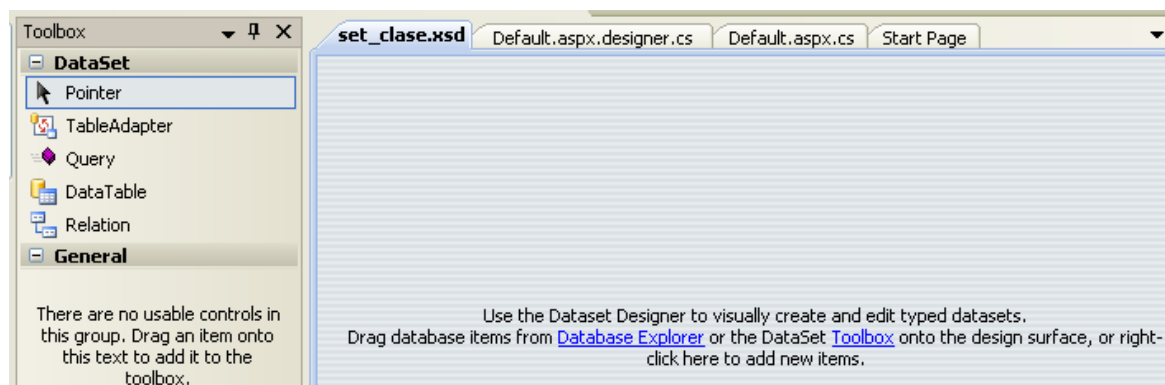 Toolbox
set_clase.xsd Default.aspx.designer.cs Default.aspx.cs Start Page
DataSet
Pointer
TableAdapter
Query
DataTable
Relation
General
There are no usable controls in
this group. Drag an item onto
this text to add it to the
toolbox.
Use the Dataset Designer to visually create and edit typed datasets.
Drag database items from Database Explorer or the DataSet Toolbox onto the design surface, or right-
click here to add new items.